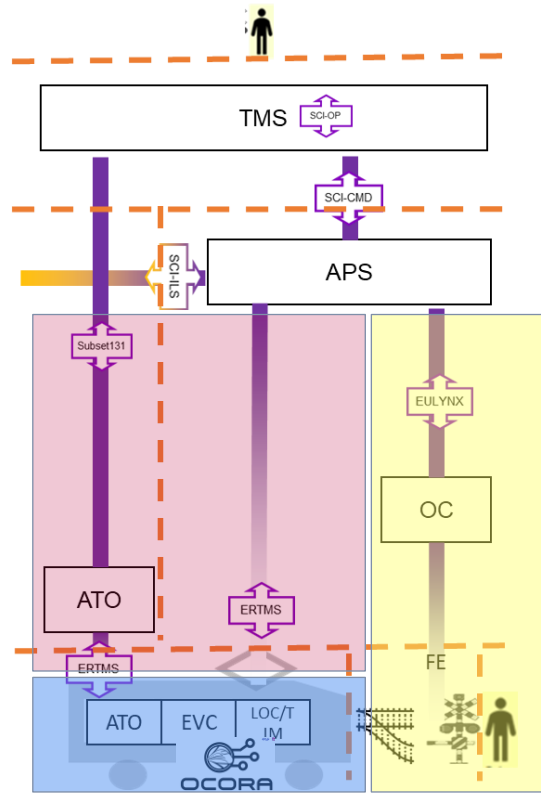 TMS
SCI-OP
SCI-CMD
SCI-ILS
APS
Subset131
EULYNX
OC
ATO
ERTMS
ERTMS
FE
ATO
EVC
LOC/T
IM
OCORA